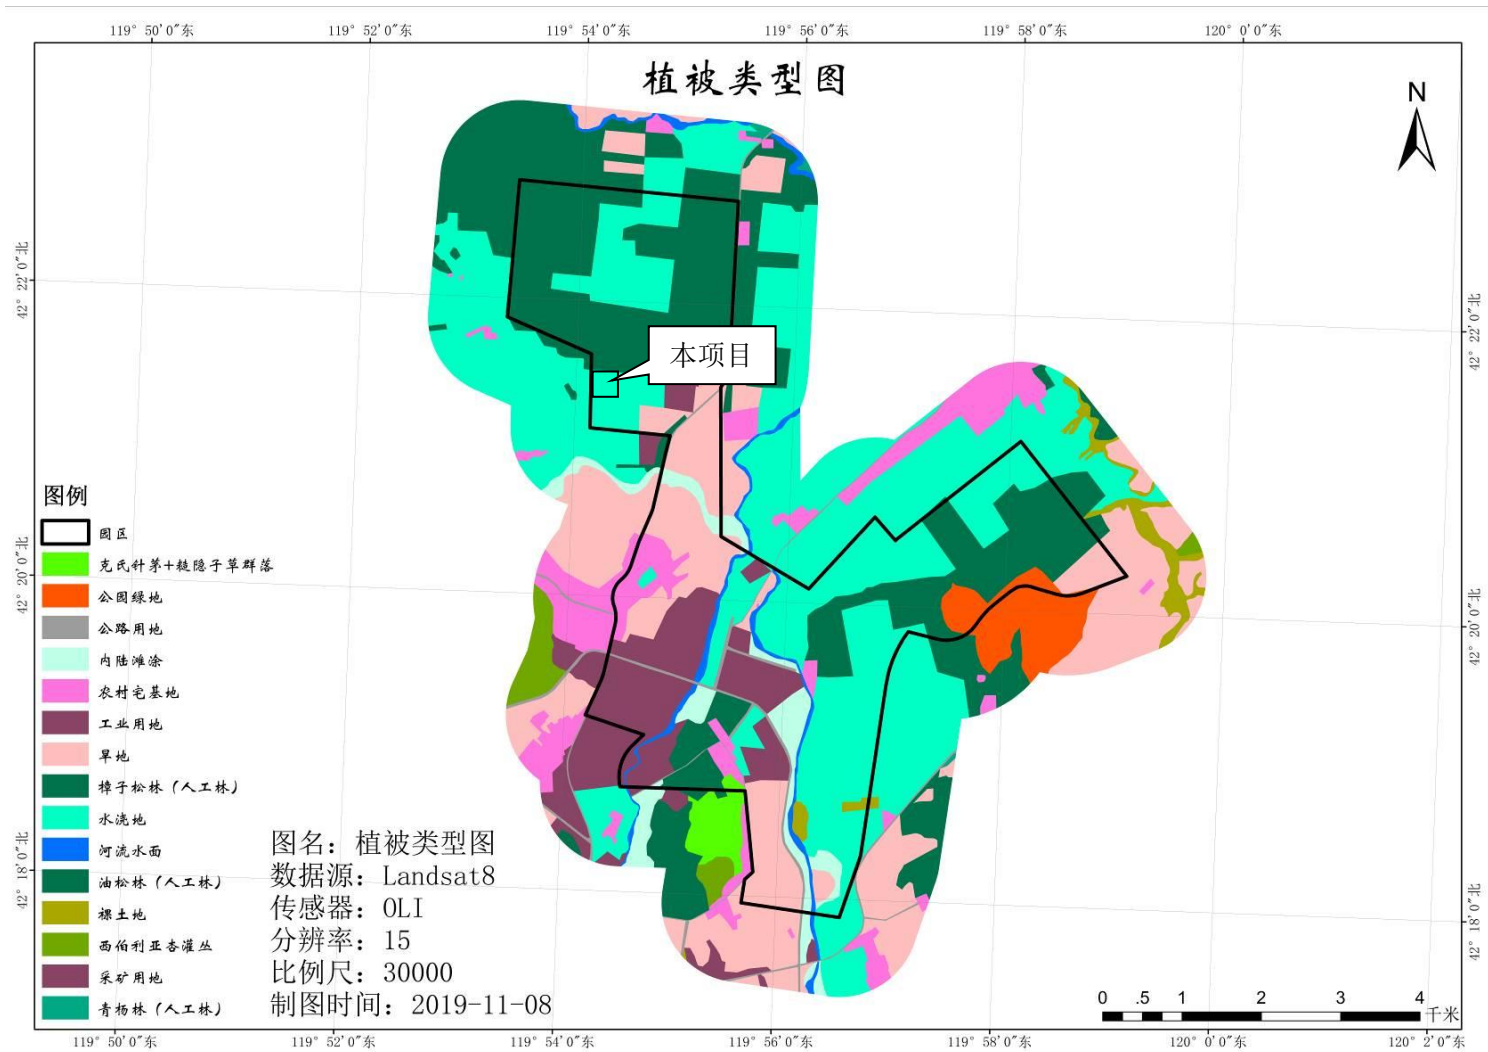 119° 50′0″东
119° 52′0″东
119° 54′0″东
119° 56′0″东
119° 58′0″东
120° 0′0″东
植被类型图
N
42° 22′0″北
42° 22′0″北
本项目
图例
园区
克氏针茅+糙隐子草群落
公园绿地
公路用地
内陆滩涂
农村宅基地
工业用地
旱地
樟子松林（人工林）
水浇地
河流水面
油松林（人工林）
裸土地
西伯利亚杏灌丛
采矿用地
青杨林（人工林）
42° 20′0″北
42° 20′0″北
42° 18′0″北
42° 18′0″北
图名：植被类型图
数据源：Landsat8
传感器：OLI
分辨率：15
比例尺：30000
制图时间：2019-11-08
0 .5 1 2 3 4
千米
119° 50′0″东
119° 52′0″东
119° 54′0″东
119° 56′0″东
119° 58′0″东
120° 0′0″东
120° 2′0″东